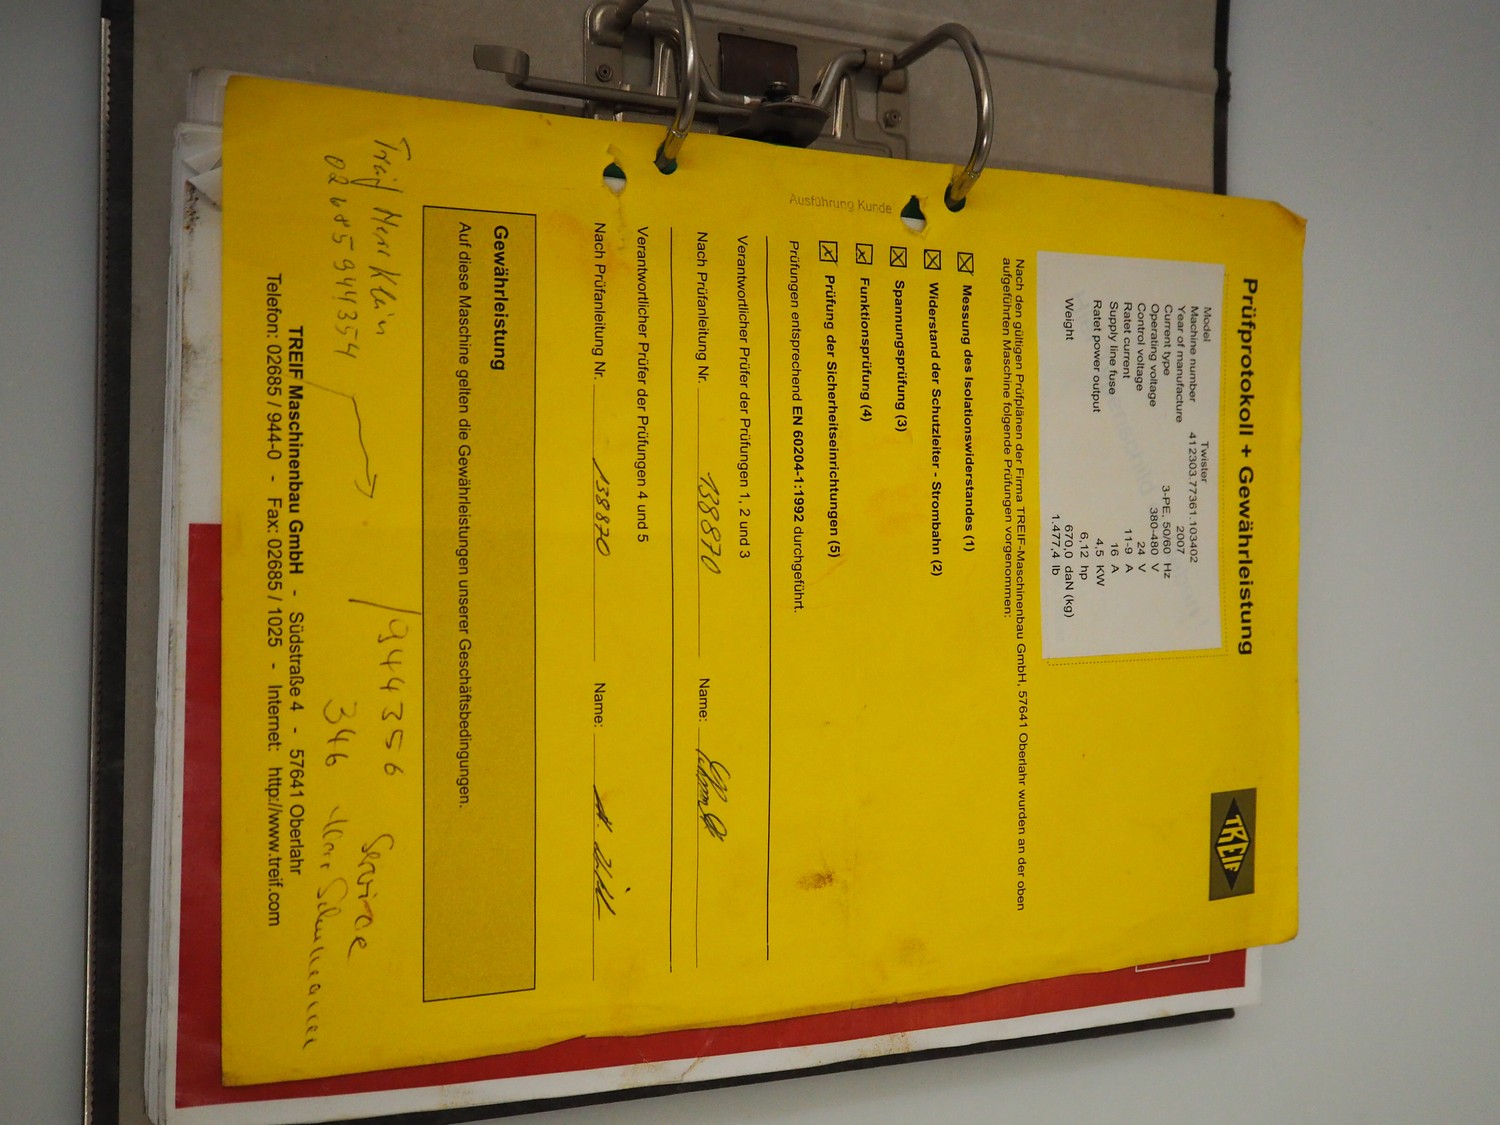 Prüfprotokoll + Gewährleistung
TREIF
Model Twister
Machine number 412303.77361.103402
Year of manufacture 2007
Current type 3-PE, 50/60 Hz
Operating voltage 380-480 V
Control voltage 24 V
Ratet current 11-9 A
Supply line fuse 16 A
Ratet power output 4,5 KW
6,12 hp
Weight 670,0 daN (kg)
1.477,4 lb
Nach den gültigen Prüfplänen der Firma TREIF-Maschinenbau GmbH, 57641 Oberlahr wurden an der oben
aufgeführten Maschine folgende Prüfungen vorgenommen:
Messung des Isolationswiderstandes (1)
Widerstand der Schutzleiter - Strombahn (2)
Spannungsprüfung (3)
Funktionsprüfung (4)
Prüfung der Sicherheitseinrichtungen (5)
Ausführung Kunde
Prüfungen entsprechend EN 60204-1:1992 durchgeführt.
Verantwortlicher Prüfer der Prüfungen 1, 2 und 3
Nach Prüfanleitung Nr. 138870 Name:
Verantwortlicher Prüfer der Prüfungen 4 und 5
Nach Prüfanleitung Nr. 138870 Name:
Gewährleistung
Auf diese Maschine gelten die Gewährleistungen unserer Geschäftsbedingungen.
Treif Herr Klein /944356 Service
02685944354 346 Herr
TREIF Maschinenbau GmbH - Südstraße 4 - 57641 Oberlahr
Telefon: 02685 / 944-0 - Fax: 02685 / 1025 - Internet: http://www.treif.com